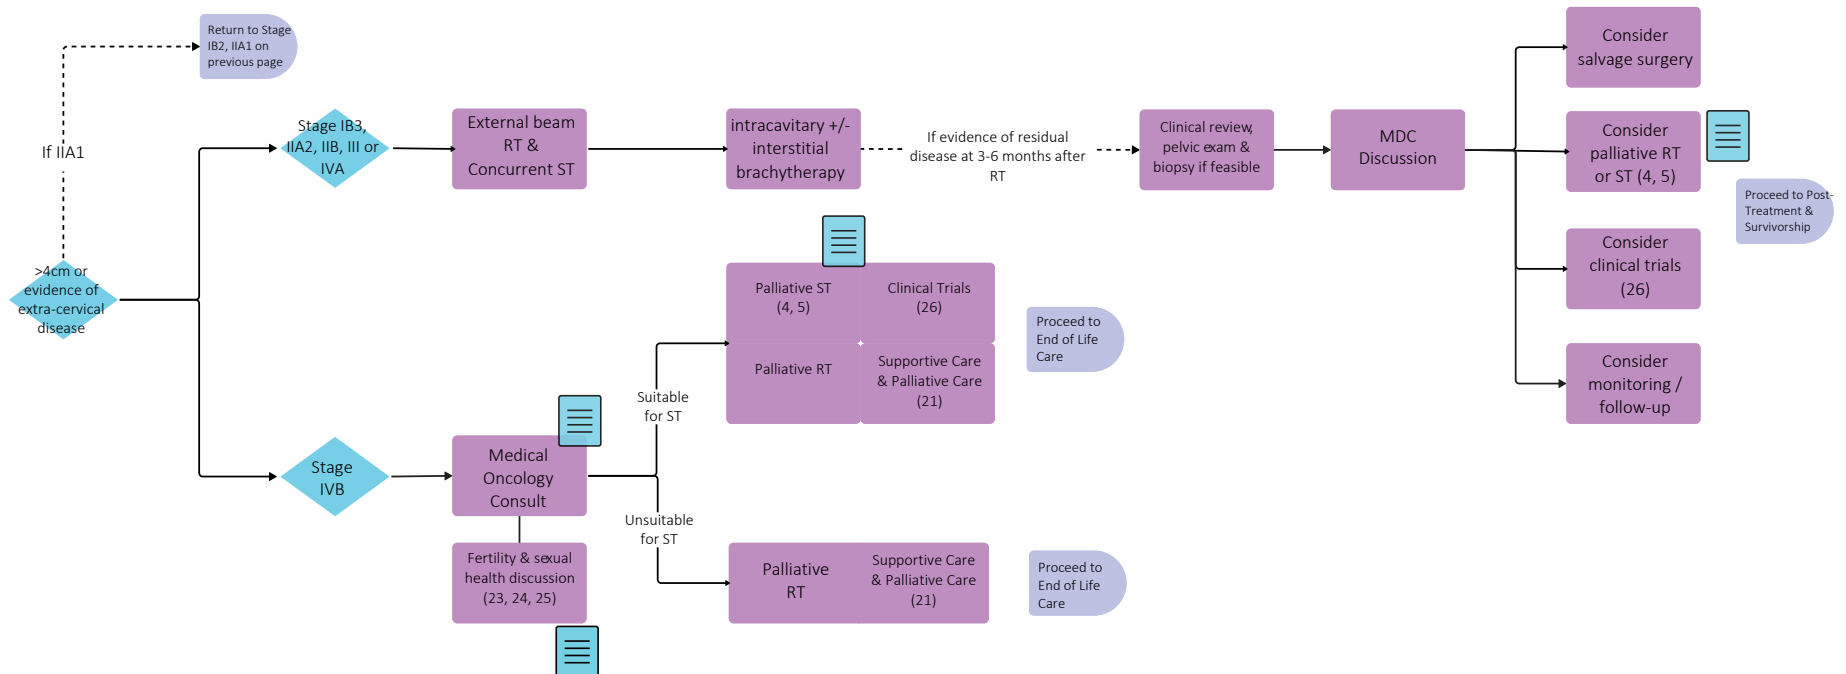 Return to Stage
IB2, IIA1 on
previous page
If IIA1
>4cm or
evidence of
extra-cervical
disease
Stage IB3,
IIA2, IIB, III or
IVA
External beam
RT &
Concurrent ST
intracavitary +/-
interstitial
brachytherapy
If evidence of residual
disease at 3-6 months after
RT
Clinical review,
pelvic exam &
biopsy if feasible
MDC
Discussion
Consider
salvage surgery
Consider
palliative RT
or ST (4, 5)
Proceed to Post-
Treatment &
Survivorship
Consider
clinical trials
(26)
Consider
monitoring /
follow-up
Stage
IVB
Medical
Oncology
Consult
Fertility & sexual
health discussion
(23, 24, 25)
Suitable
for ST
Palliative ST
(4, 5)
Clinical Trials
(26)
Palliative RT
Supportive Care
& Palliative Care
(21)
Proceed to
End of Life
Care
Unsuitable
for ST
Palliative
RT
Supportive Care
& Palliative Care
(21)
Proceed to
End of Life
Care